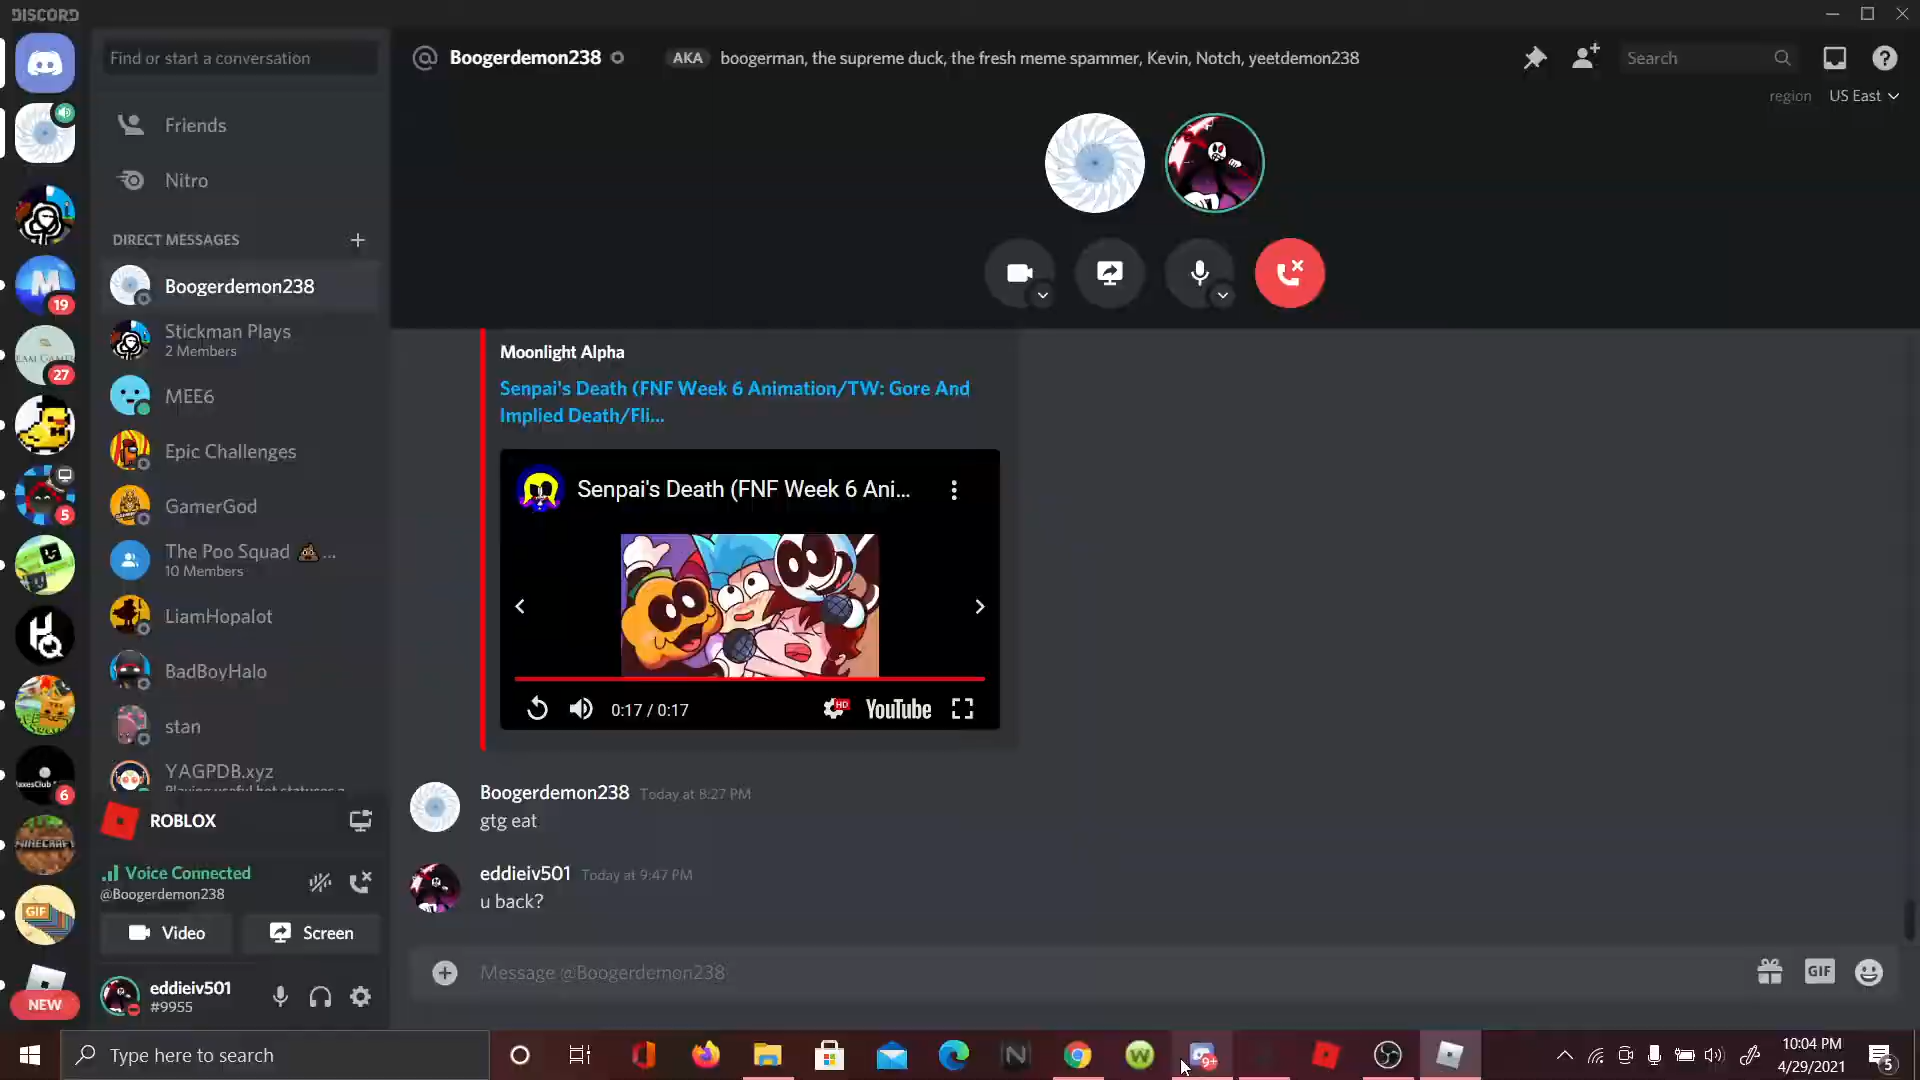 DISCORD
Find or start a conversation
Boogerdemon238
AKA
boogerman, the supreme duck, the fresh meme spammer, Kevin, Notch, yeetdemon238
Search
region
US East
Friends
Nitro
DIRECT MESSAGES
Boogerdemon238
Stickman Plays
2 Members
MEE6
Epic Challenges
GamerGod
The Poo Squad 💩...
10 Members
LiamHopalot
BadBoyHalo
stan
YAGPDB.xyz
M
19
27
5
6
MINECRAFT
GIF
NEW
ROBLOX
Voice Connected
@Boogerdemon238
Video
Screen
eddieiv501
#9955
Moonlight Alpha
Senpai's Death (FNF Week 6 Animation/TW: Gore And
Implied Death/Fli...
Senpai's Death (FNF Week 6 Ani...
0:17 / 0:17
HD
YouTube
Boogerdemon238 Today at 8:27 PM
gtg eat
eddieiv501 Today at 9:47 PM
u back?
Message @Boogerdemon238
GIF
Type here to search
N
W
9+
10:04 PM
4/29/2021
5